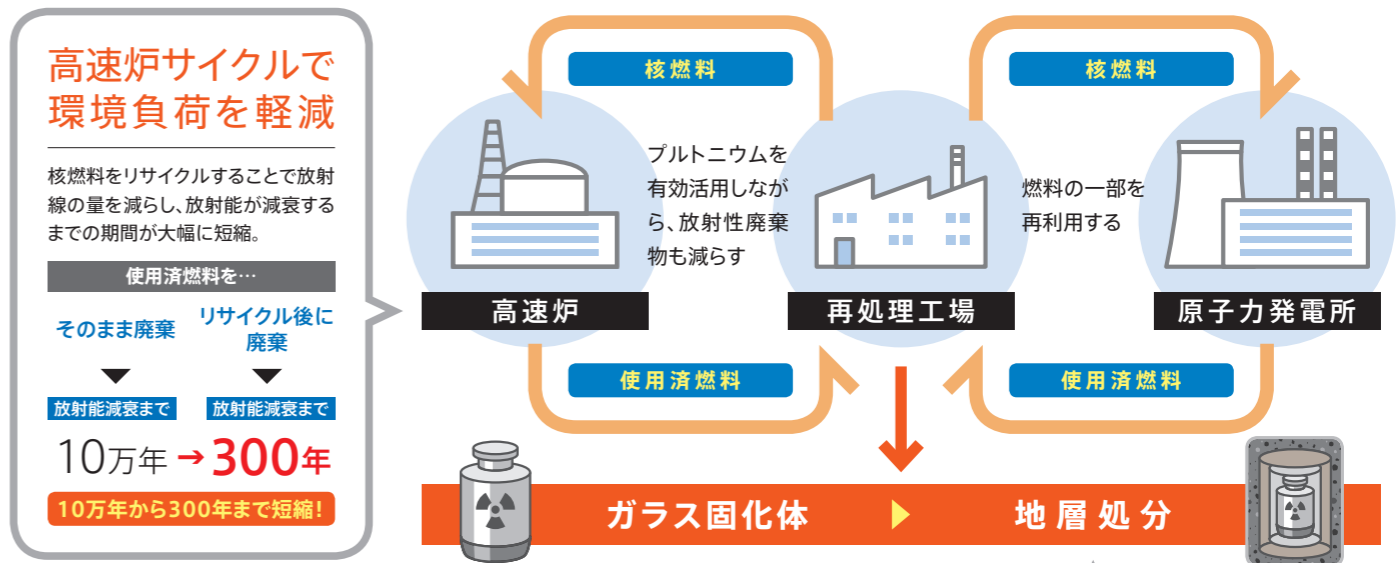 高速炉サイクルで
環境負荷を軽減
核燃料をリサイクルすることで放射
線の量を減らし、放射能が減衰する
までの期間が大幅に短縮。
使用済燃料を…
そのまま廃棄
リサイクル後に
廃棄
放射能減衰まで
放射能減衰まで
10万年→300年
10万年から300年まで短縮!
核燃料
核燃料
プルトニウムを
有効活用しなが
ら、放射性廃棄
物も減らす
燃料の一部を
再利用する
高速炉
再処理工場
原子力発電所
使用済燃料
使用済燃料
ガラス固化体
地層処分